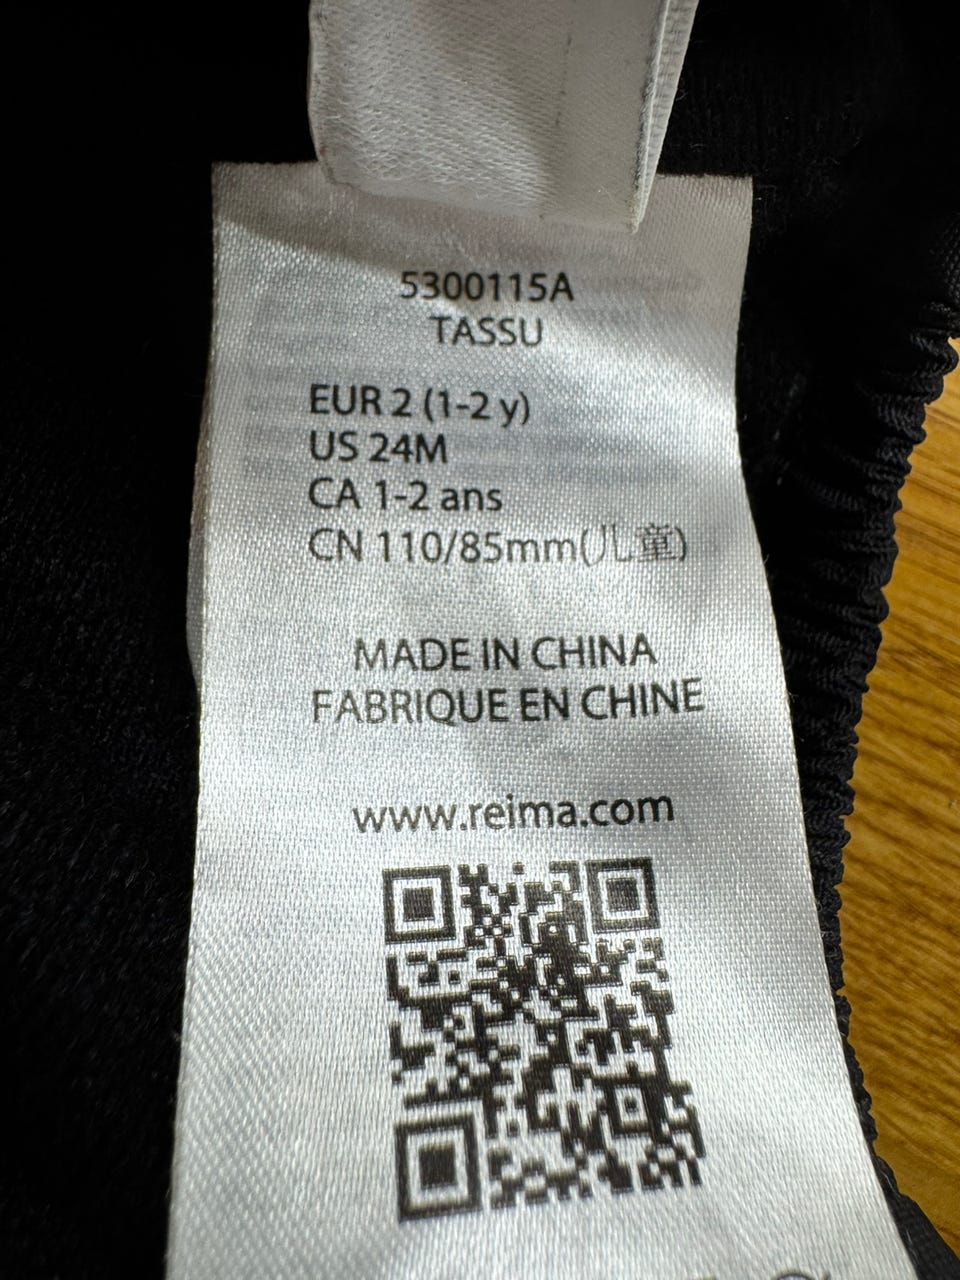 5300115A
TASSU
EUR 2 (1-2 y)
US 24M
CA 1-2 ans
CN 110/85mm(儿童)
MADE IN CHINA
FABRIQUE EN CHINE
www.reima.com